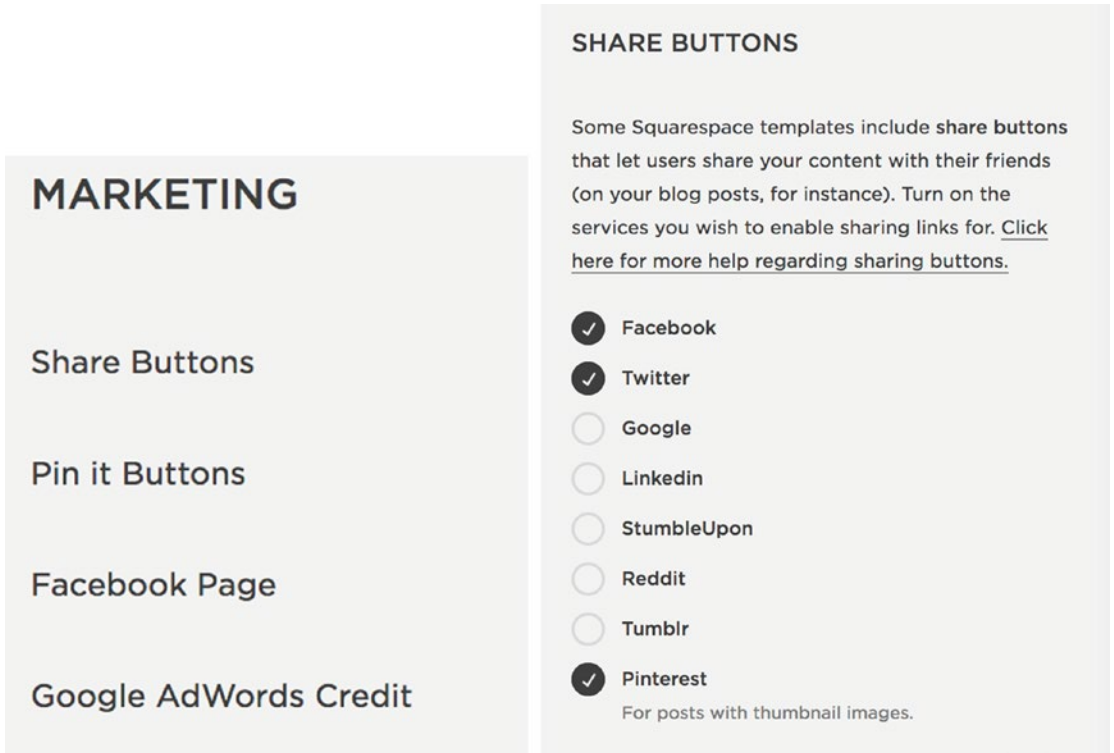 MARKETING
Share Buttons
Pin it Buttons
Facebook Page
Google AdWords Credit
SHARE BUTTONS
Some Squarespace templates include share buttons
that let users share your content with their friends
(on your blog posts, for instance). Turn on the
services you wish to enable sharing links for. Click
here for more help regarding sharing buttons.
Facebook
Twitter
Google
Linkedin
StumbleUpon
Reddit
Tumblr
Pinterest
For posts with thumbnail images.